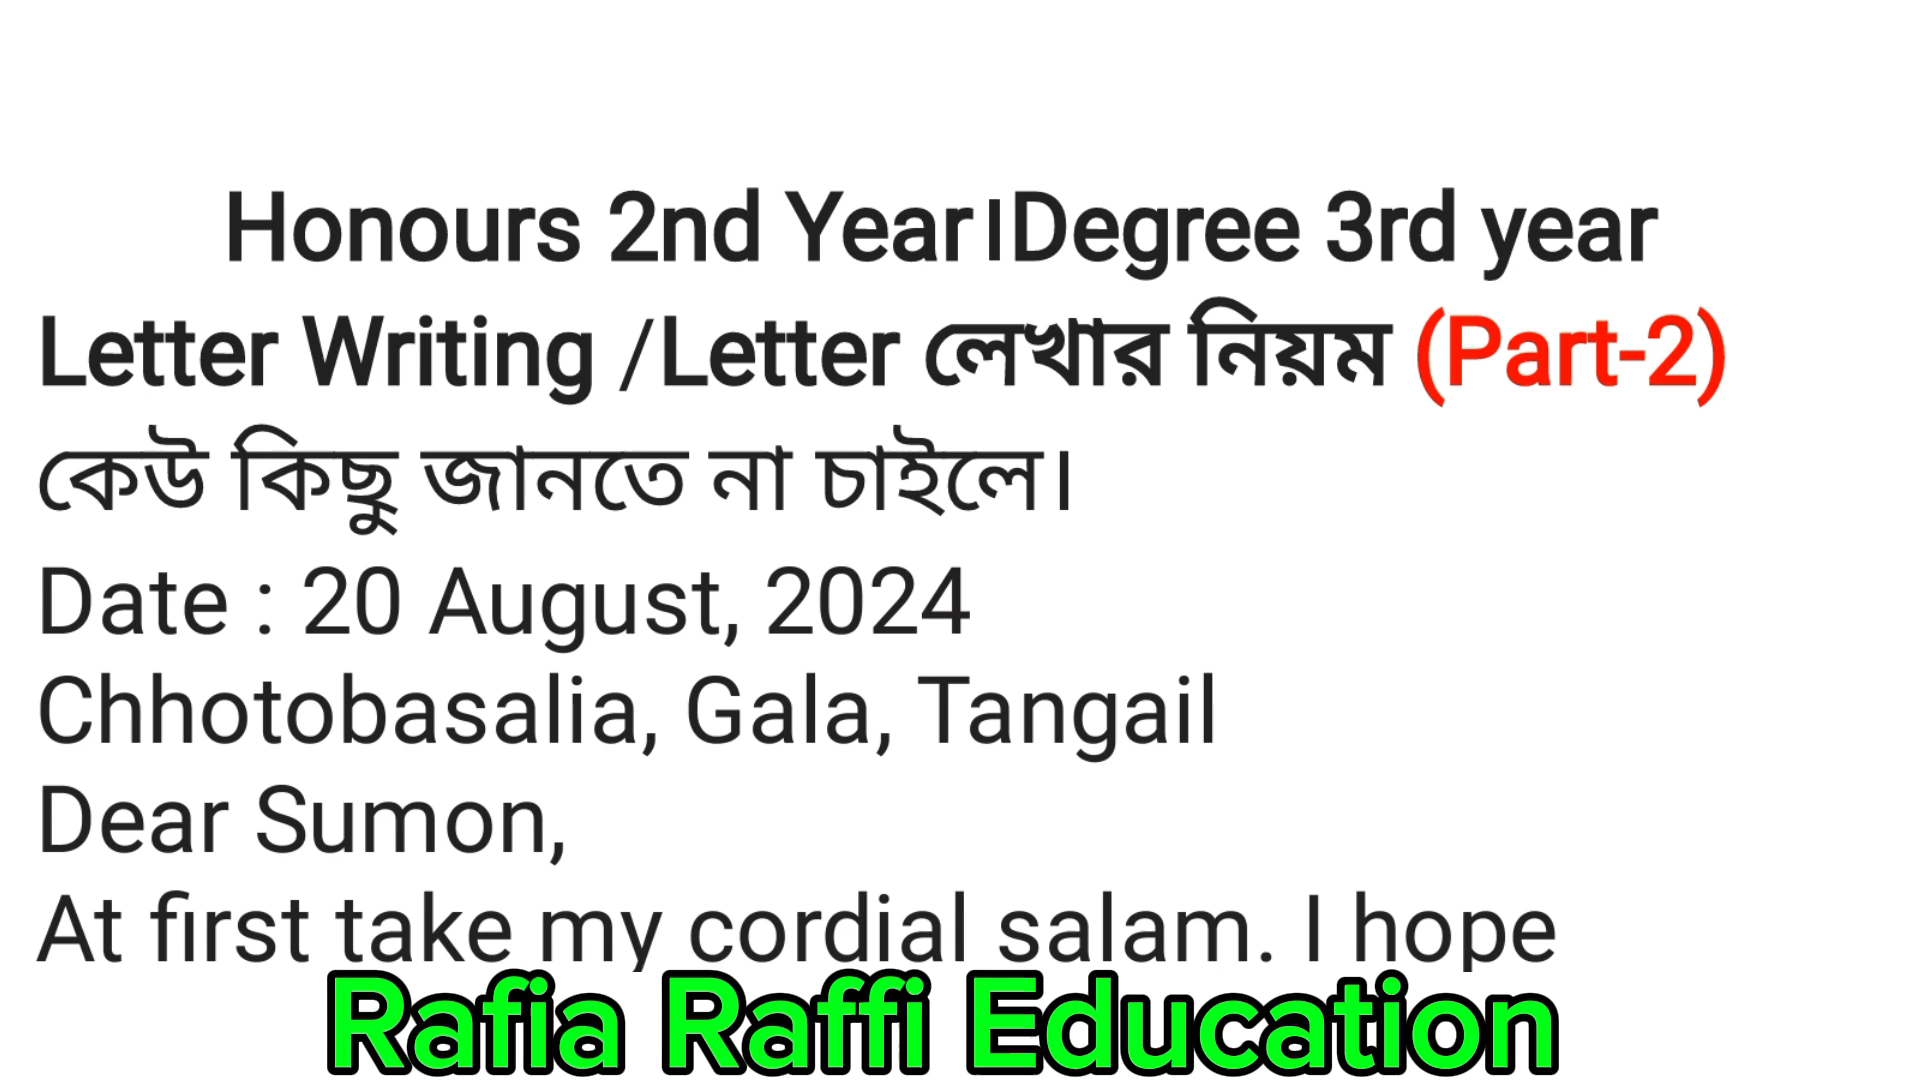 Honours 2nd Year।Degree 3rd year
Letter Writing /Letter লেখার নিয়ম (Part-2)
কেউ কিছু জানতে না চাইলে।
Date : 20 August, 2024
Chhotobasalia, Gala, Tangail
Dear Sumon,
At first take my cordial salam. I hope
Rafia Raffi Education